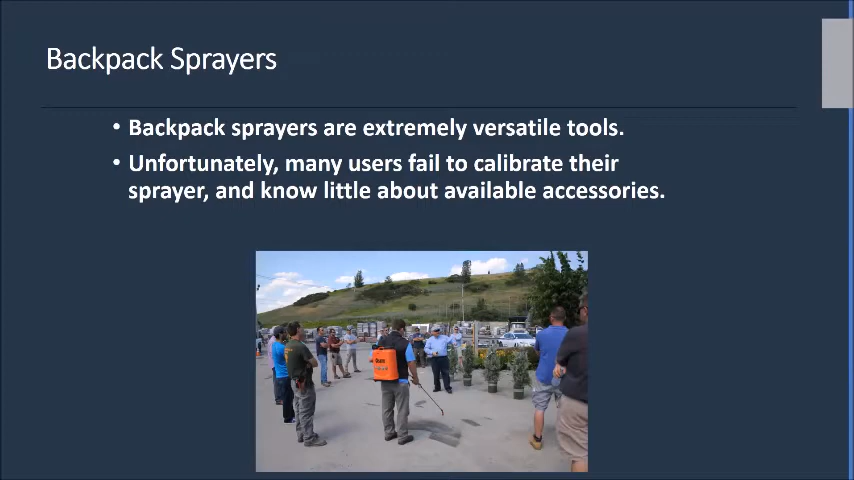 Backpack Sprayers
• Backpack sprayers are extremely versatile tools.
• Unfortunately, many users fail to calibrate their
sprayer, and know little about available accessories.